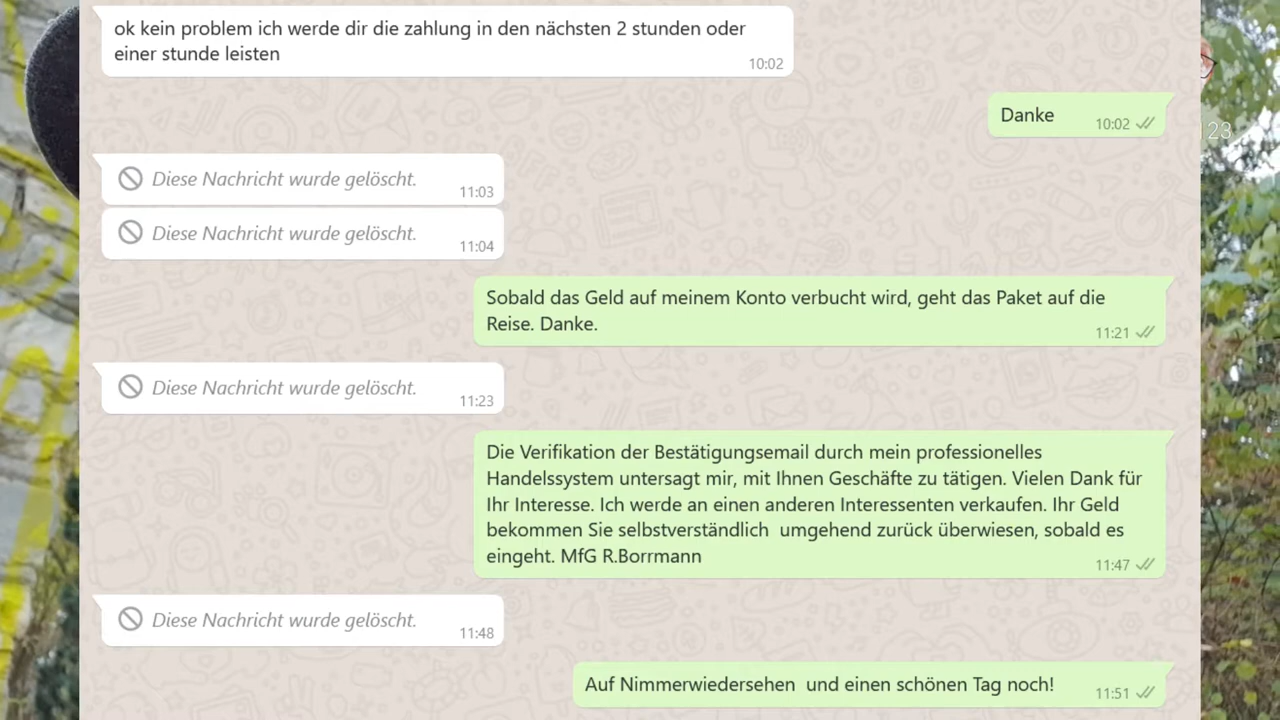 ok kein problem ich werde dir die zahlung in den nächsten 2 stunden oder
einer stunde leisten
10:02
Danke
10:02
23
Diese Nachricht wurde gelöscht.
11:03
Diese Nachricht wurde gelöscht.
11:04
Sobald das Geld auf meinem Konto verbucht wird, geht das Paket auf die
Reise. Danke.
11:21
Diese Nachricht wurde gelöscht.
11:23
Die Verifikation der Bestätigungsemail durch mein professionelles
Handelssystem untersagt mir, mit Ihnen Geschäfte zu tätigen. Vielen Dank für
Ihr Interesse. Ich werde an einen anderen Interessenten verkaufen. Ihr Geld
bekommen Sie selbstverständlich  umgehend zurück überwiesen, sobald es
eingeht. MfG R.Borrmann
11:47
Diese Nachricht wurde gelöscht.
11:48
Auf Nimmerwiedersehen  und einen schönen Tag noch!
11:51